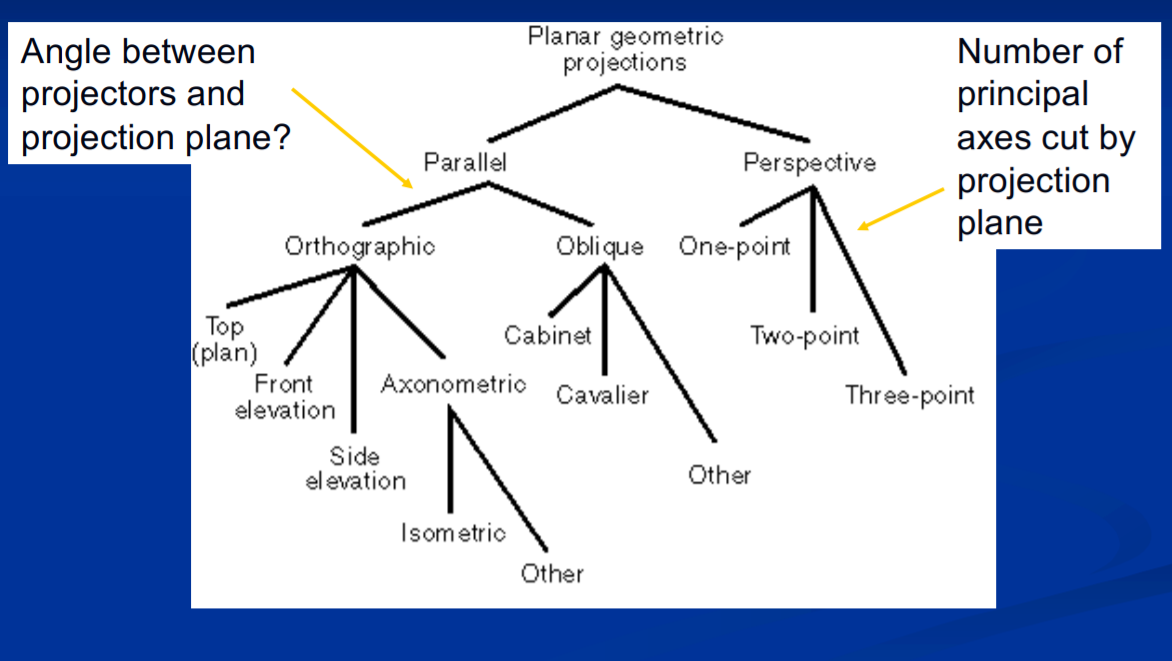 Angle between
projectors and
projection plane?
Planar geometric
projections
Number of
principal
axes cut by
projection
plane
Parallel
Perspective
Orthographic
Oblique
One-point
Top
(plan)
Front
elevation
Side
elevation
Axonometric
Isometric
Other
Cabinet
Cavalier
Other
Two-point
Three-point